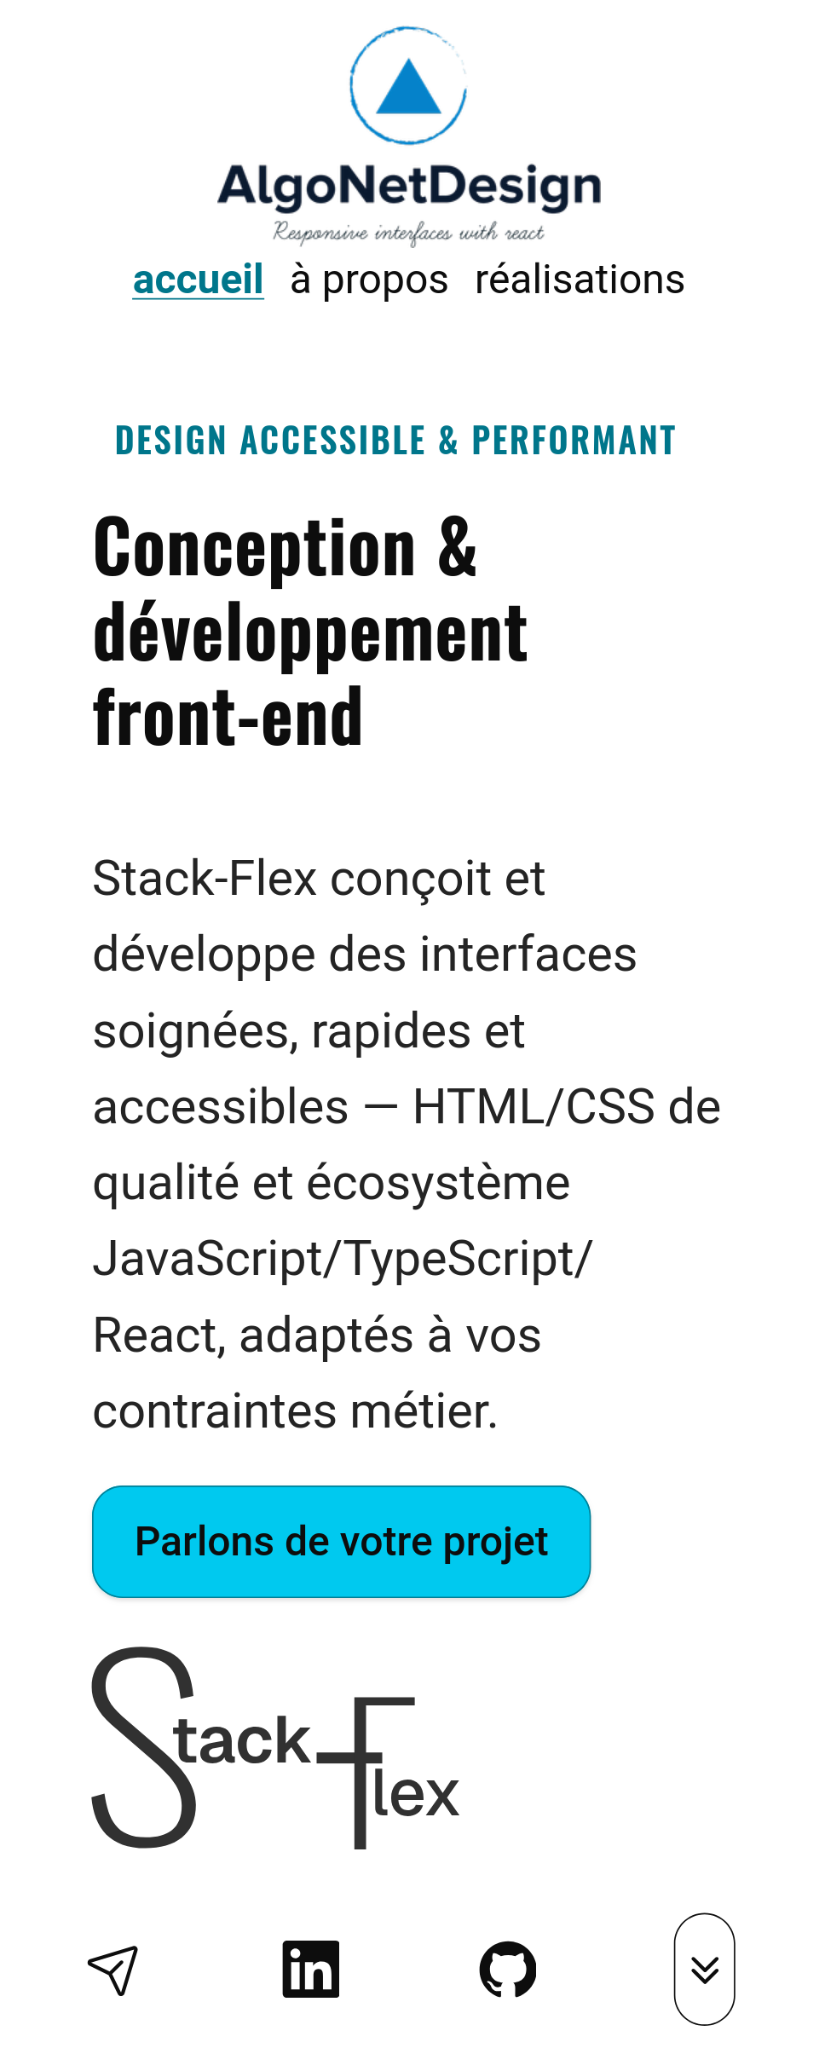 AlgoNetDesign
Responsive interfaces with react
accueil à propos réalisations
DESIGN ACCESSIBLE & PERFORMANT
Conception &
développement
front-end
Stack-Flex conçoit et
développe des interfaces
soignées, rapides et
accessibles — HTML/CSS de
qualité et écosystème
JavaScript/TypeScript/
React, adaptés à vos
contraintes métier.
Parlons de votre projet
Stack-Flex
in